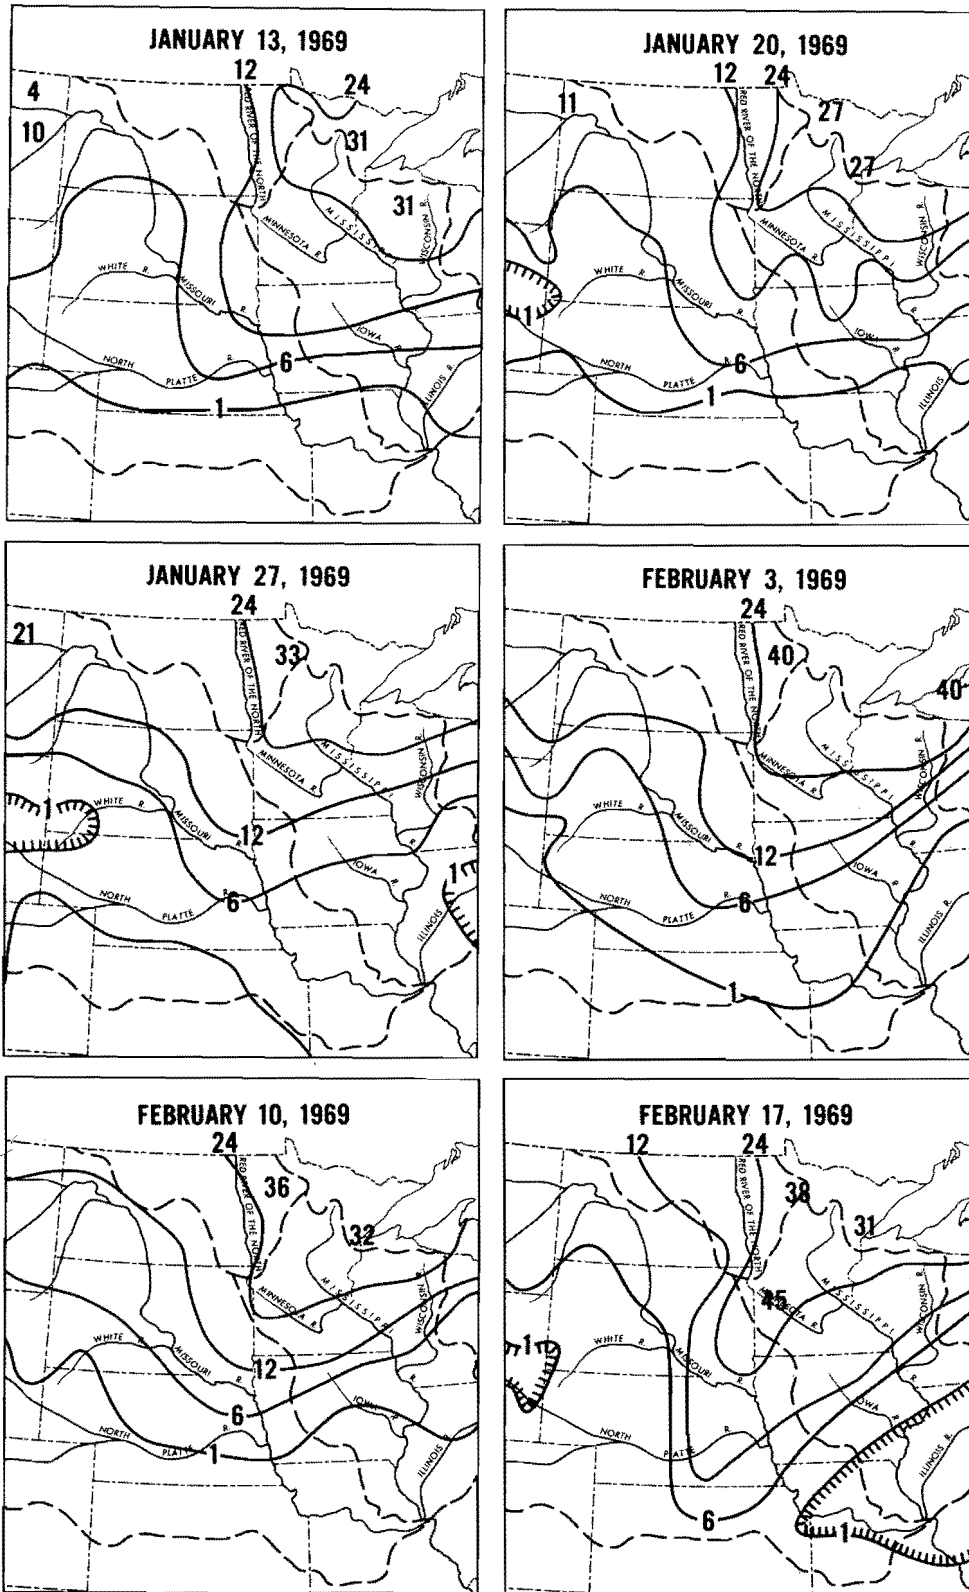 JANUARY 13, 1969
12
24
4
10
31
31
RED RIVER OF THE NORTH
MINNESOTA R.
MISSISSIPPI
WISCONSIN R.
WHITE R.
MISSOURI R.
IOWA R.
NORTH PLATTE R.
6
1
ILLINOIS R.
JANUARY 20, 1969
12
24
11
27
27
RED RIVER OF THE NORTH
MINNESOTA R.
MISSISSIPPI
WISCONSIN R.
WHITE R.
1
MISSOURI R.
IOWA R.
NORTH PLATTE R.
6
1
ILLINOIS R.
JANUARY 27, 1969
24
21
33
RED RIVER OF THE NORTH
MINNESOTA R.
MISSISSIPPI
WISCONSIN R.
1
WHITE R.
MISSOURI R.
12
IOWA R.
1
NORTH PLATTE R.
6
ILLINOIS R.
FEBRUARY 3, 1969
24
40
40
RED RIVER OF THE NORTH
MINNESOTA R.
MISSISSIPPI
WISCONSIN R.
WHITE R.
MISSOURI R.
12
IOWA R.
NORTH PLATTE R.
6
ILLINOIS R.
1
FEBRUARY 10, 1969
24
36
32
RED RIVER OF THE NORTH
MINNESOTA R.
MISSISSIPPI
WISCONSIN R.
WHITE R.
MISSOURI R.
12
IOWA R.
6
NORTH PLATTE R.
1
ILLINOIS R.
FEBRUARY 17, 1969
12
24
38
31
RED RIVER OF THE NORTH
MINNESOTA R.
45
MISSISSIPPI
WISCONSIN R.
1
WHITE R.
MISSOURI R.
IOWA R.
NORTH PLATTE R.
6
ILLINOIS R.
1